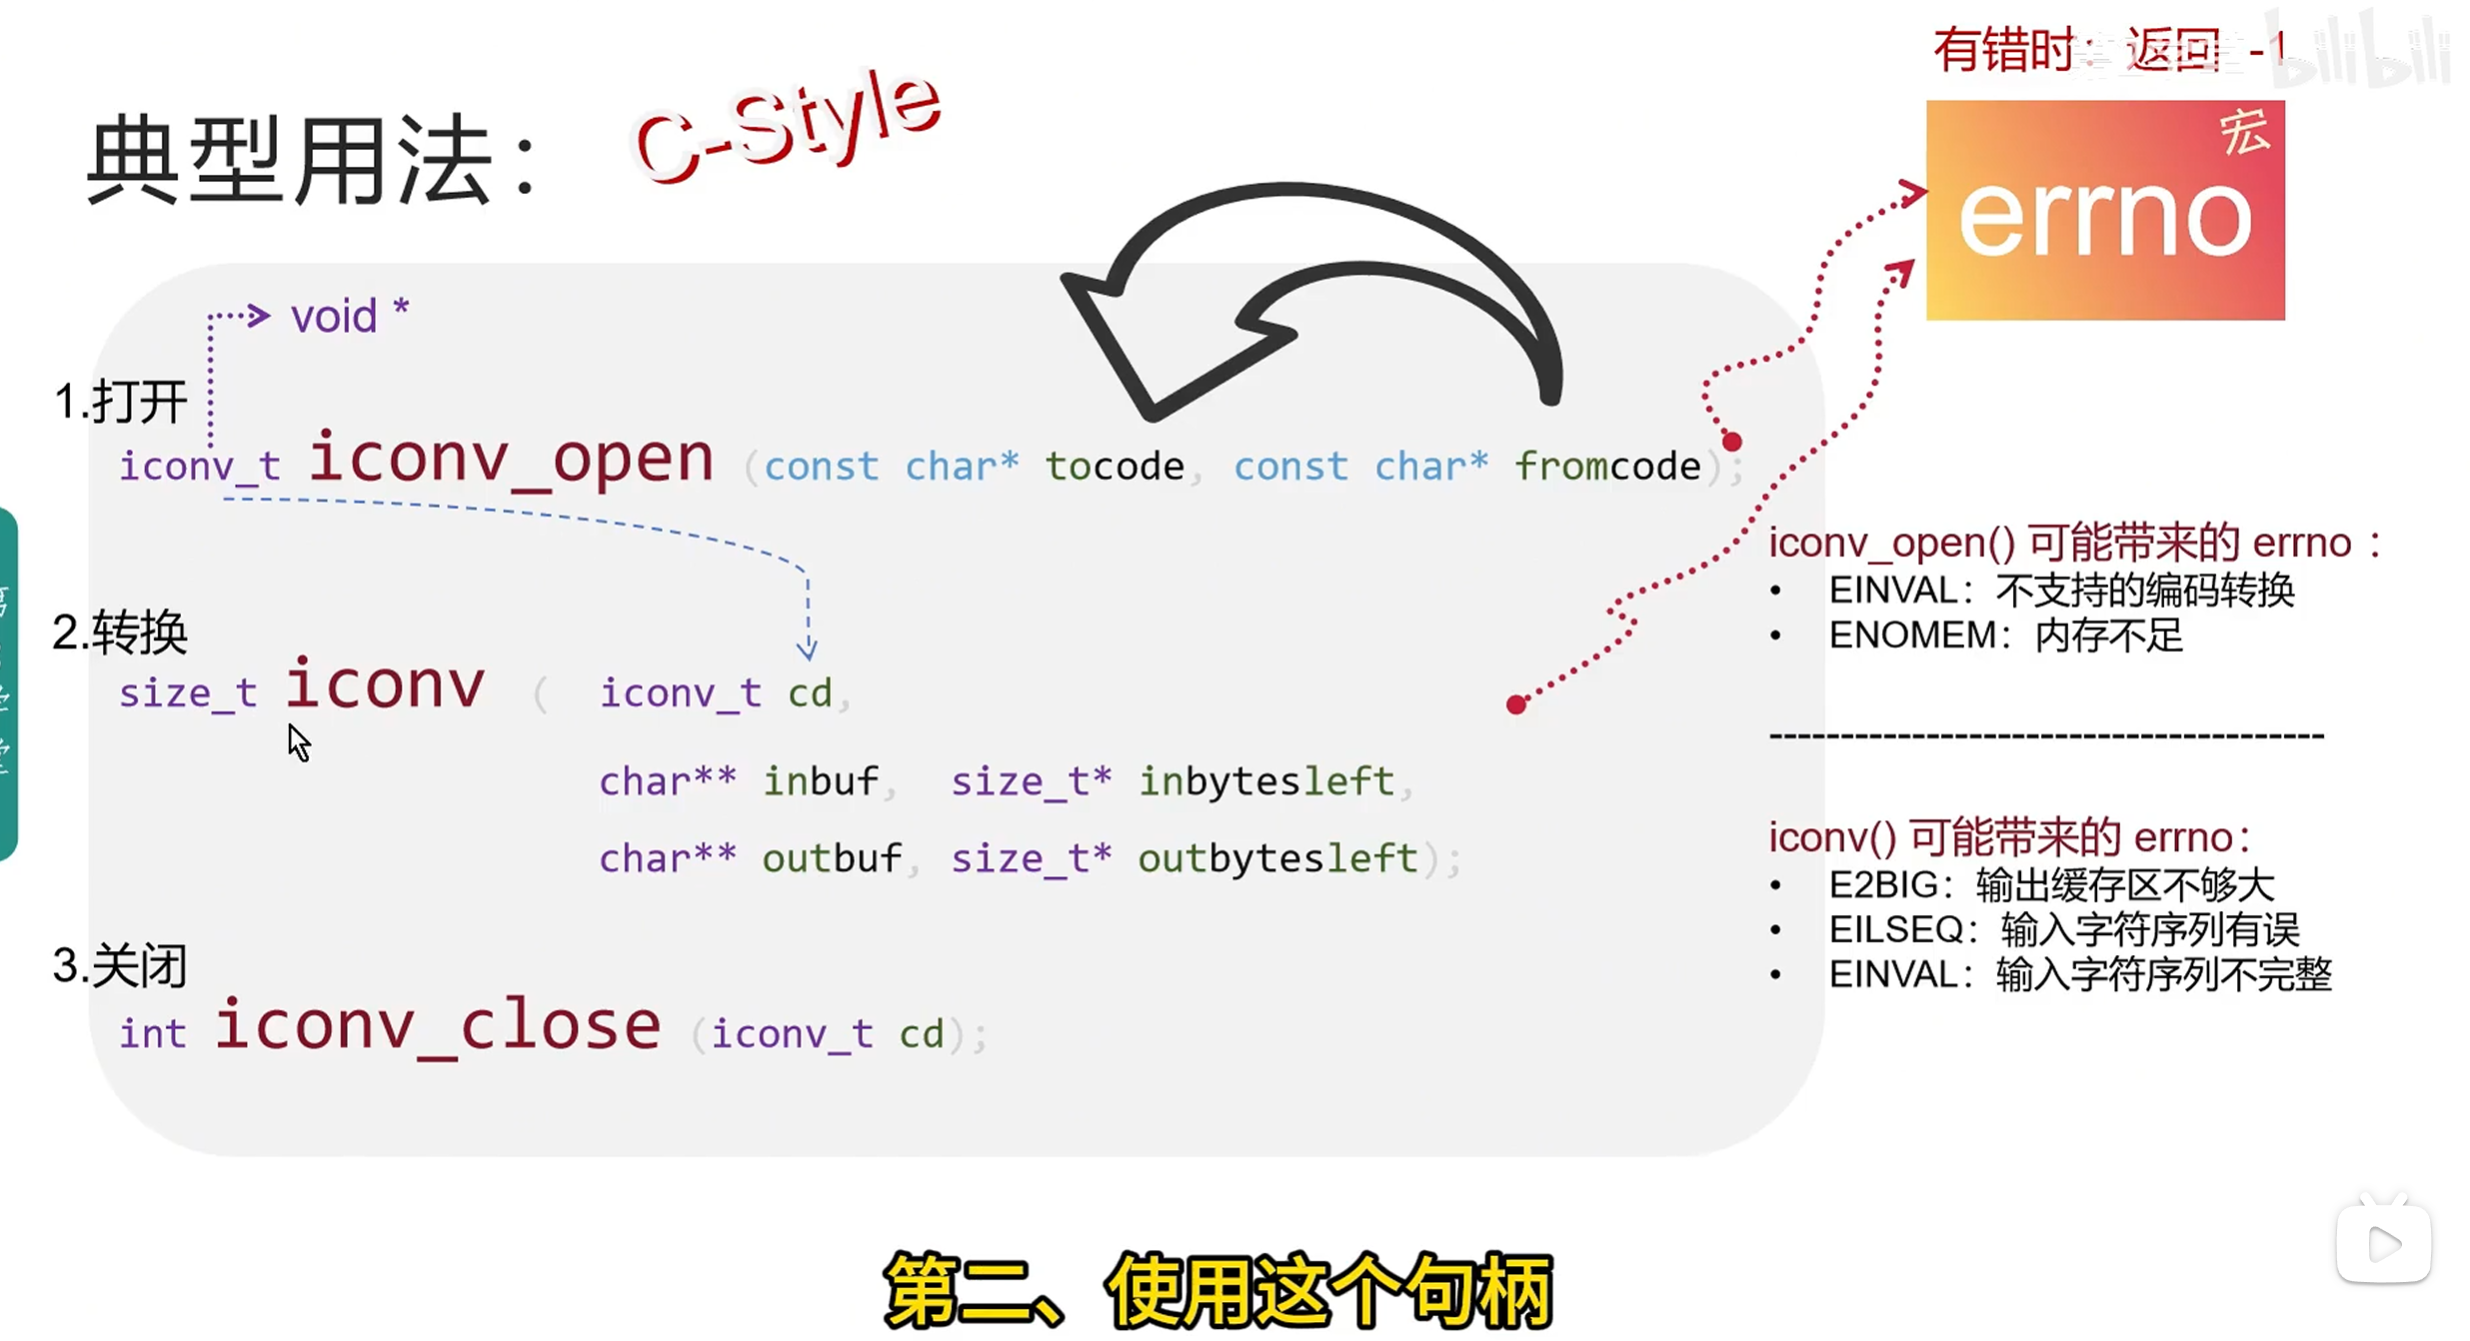 有错时：返回 -1
bilibili
宏
errno
典型用法：
C-Style
void *
1.打开
iconv_t iconv_open (const char* tocode, const char* fromcode);
2.转换
size_t iconv ( iconv_t cd,
char** inbuf, size_t* inbytesleft,
char** outbuf, size_t* outbytesleft);
3.关闭
int iconv_close (iconv_t cd);
iconv_open() 可能带来的 errno：
• EINVAL：不支持的编码转换
• ENOMEM：内存不足
---------------------------------------
iconv() 可能带来的 errno：
• E2BIG：输出缓存区不够大
• EILSEQ：输入字符序列有误
• EINVAL：输入字符序列不完整
第二、使用这个句柄